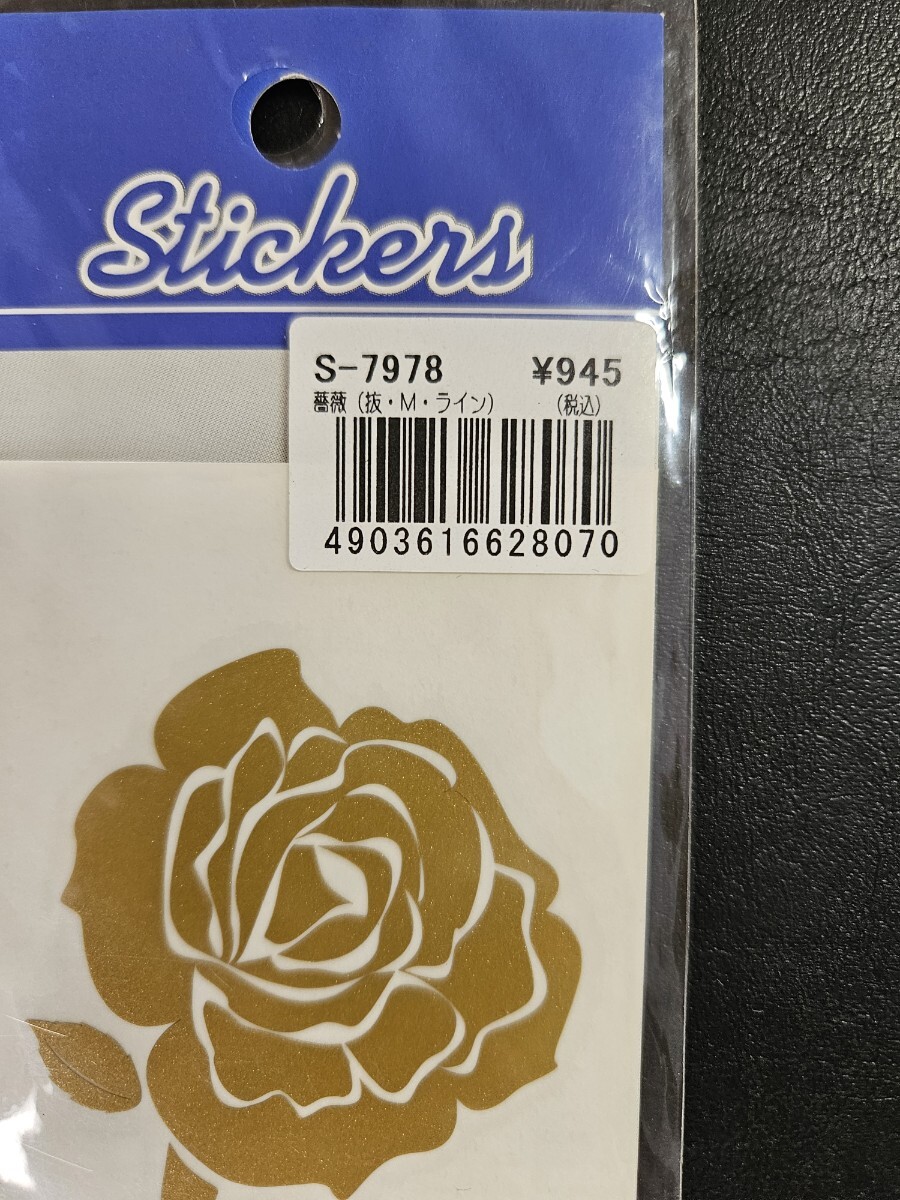 Stickers
S-7978 ¥945
薔薇（抜・M・ライン） （税込）
4903616628070